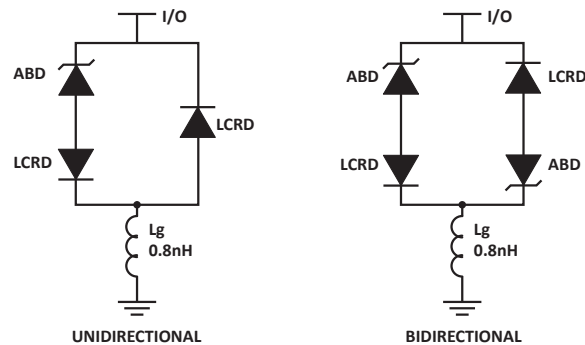 I/O
ABD
LCRD
LCRD
Lg
0.8nH
UNIDIRECTIONAL
I/O
ABD
LCRD
LCRD
ABD
Lg
0.8nH
BIDIRECTIONAL